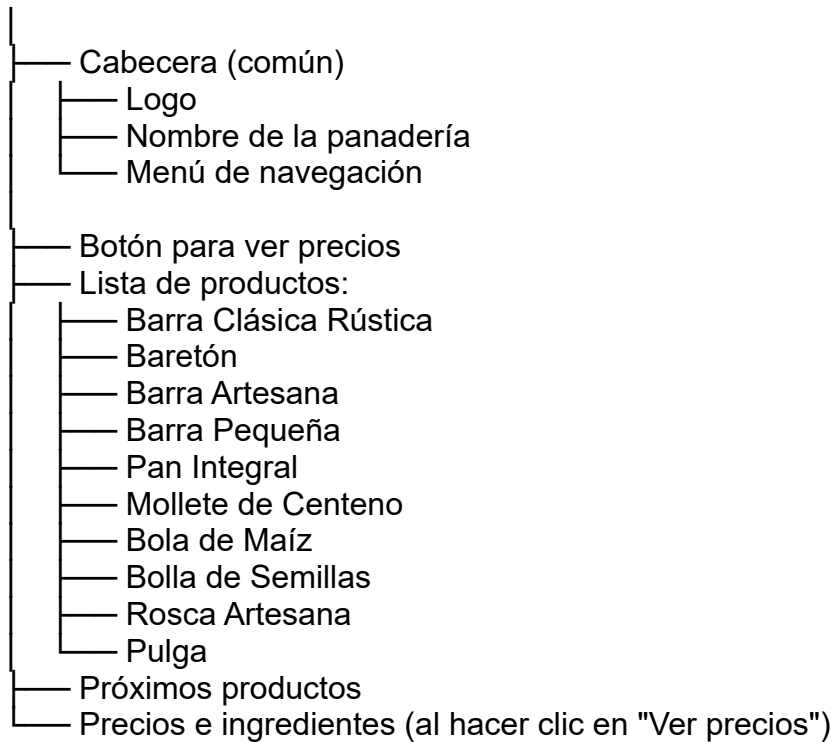 Cabecera (común)
Logo
Nombre de la panadería
Menú de navegación
Botón para ver precios
Lista de productos:
Barra Clásica Rústica
Baretón
Barra Artesana
Barra Pequeña
Pan Integral
Mollete de Centeno
Bola de Maíz
Bolla de Semillas
Rosca Artesana
Pulga
Próximos productos
Precios e ingredientes (al hacer clic en "Ver precios")